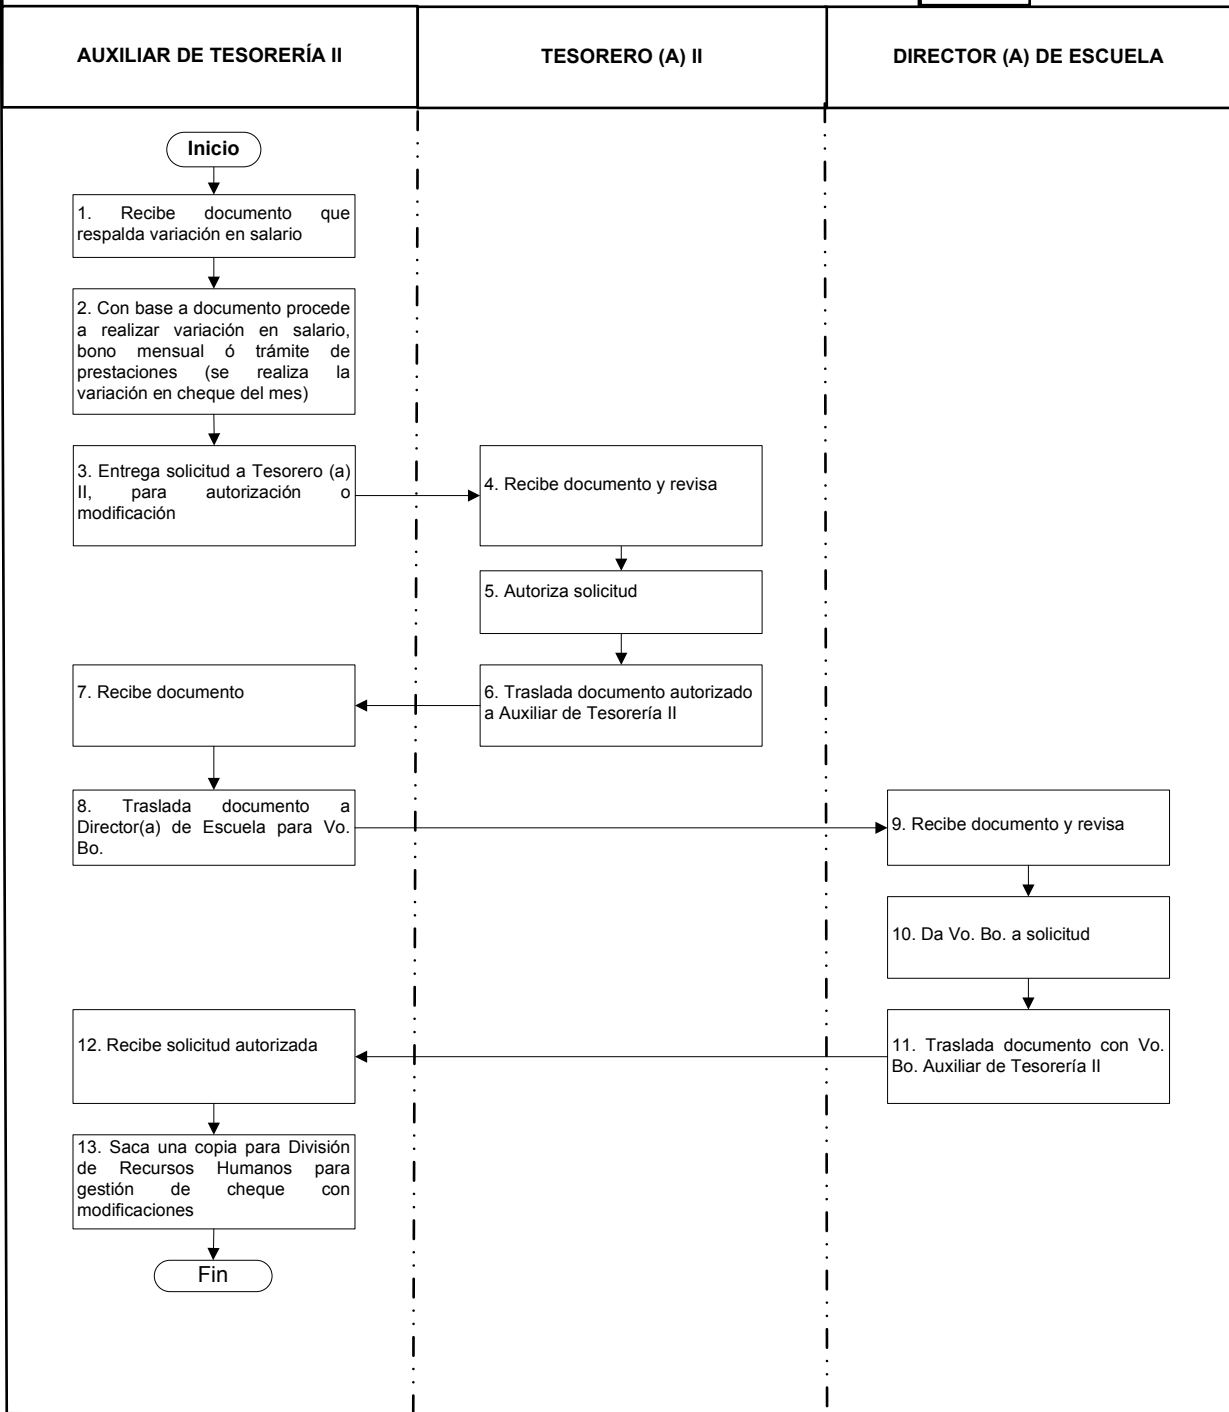 AUXILIAR DE TESORERÍA II
TESORERO (A) II
DIRECTOR (A) DE ESCUELA
Inicio
1. Recibe documento que
respalda variación en salario
2. Con base a documento procede
a realizar variación en salario,
bono mensual ó trámite de
prestaciones (se realiza la
variación en cheque del mes)
3. Entrega solicitud a Tesorero (a)
II, para autorización o
modificación
4. Recibe documento y revisa
5. Autoriza solicitud
6. Traslada documento autorizado
a Auxiliar de Tesorería II
7. Recibe documento
8. Traslada documento a
Director(a) de Escuela para Vo.
Bo.
9. Recibe documento y revisa
10. Da Vo. Bo. a solicitud
11. Traslada documento con Vo.
Bo. Auxiliar de Tesorería II
12. Recibe solicitud autorizada
13. Saca una copia para División
de Recursos Humanos para
gestión de cheque con
modificaciones
Fin